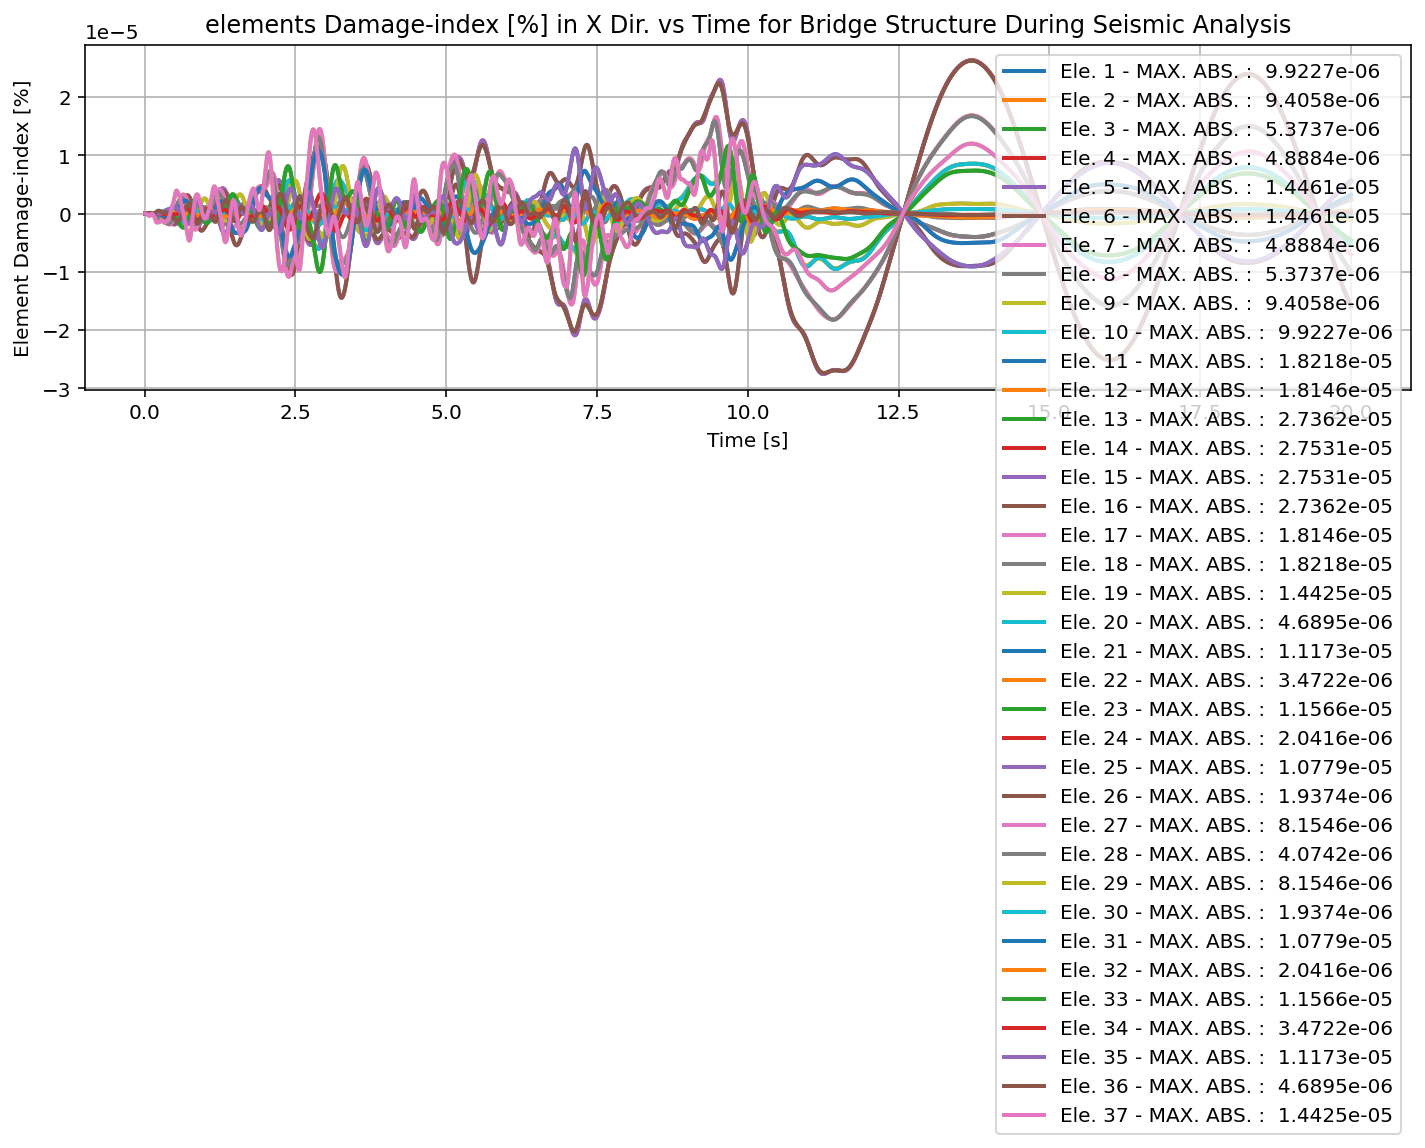 elements Damage-index [%] in X Dir. vs Time for Bridge Structure During Seismic Analysis
1e−5
Element Damage-index [%]
2
1
0
−1
−2
−3
0.0 2.5 5.0 7.5 10.0 12.5 15.0 17.5 20.0
Time [s]
Ele. 1 - MAX. ABS. : 9.9227e-06
Ele. 2 - MAX. ABS. : 9.4058e-06
Ele. 3 - MAX. ABS. : 5.3737e-06
Ele. 4 - MAX. ABS. : 4.8884e-06
Ele. 5 - MAX. ABS. : 1.4461e-05
Ele. 6 - MAX. ABS. : 1.4461e-05
Ele. 7 - MAX. ABS. : 4.8884e-06
Ele. 8 - MAX. ABS. : 5.3737e-06
Ele. 9 - MAX. ABS. : 9.4058e-06
Ele. 10 - MAX. ABS. : 9.9227e-06
Ele. 11 - MAX. ABS. : 1.8218e-05
Ele. 12 - MAX. ABS. : 1.8146e-05
Ele. 13 - MAX. ABS. : 2.7362e-05
Ele. 14 - MAX. ABS. : 2.7531e-05
Ele. 15 - MAX. ABS. : 2.7531e-05
Ele. 16 - MAX. ABS. : 2.7362e-05
Ele. 17 - MAX. ABS. : 1.8146e-05
Ele. 18 - MAX. ABS. : 1.8218e-05
Ele. 19 - MAX. ABS. : 1.4425e-05
Ele. 20 - MAX. ABS. : 4.6895e-06
Ele. 21 - MAX. ABS. : 1.1173e-05
Ele. 22 - MAX. ABS. : 3.4722e-06
Ele. 23 - MAX. ABS. : 1.1566e-05
Ele. 24 - MAX. ABS. : 2.0416e-06
Ele. 25 - MAX. ABS. : 1.0779e-05
Ele. 26 - MAX. ABS. : 1.9374e-06
Ele. 27 - MAX. ABS. : 8.1546e-06
Ele. 28 - MAX. ABS. : 4.0742e-06
Ele. 29 - MAX. ABS. : 8.1546e-06
Ele. 30 - MAX. ABS. : 1.9374e-06
Ele. 31 - MAX. ABS. : 1.0779e-05
Ele. 32 - MAX. ABS. : 2.0416e-06
Ele. 33 - MAX. ABS. : 1.1566e-05
Ele. 34 - MAX. ABS. : 3.4722e-06
Ele. 35 - MAX. ABS. : 1.1173e-05
Ele. 36 - MAX. ABS. : 4.6895e-06
Ele. 37 - MAX. ABS. : 1.4425e-05